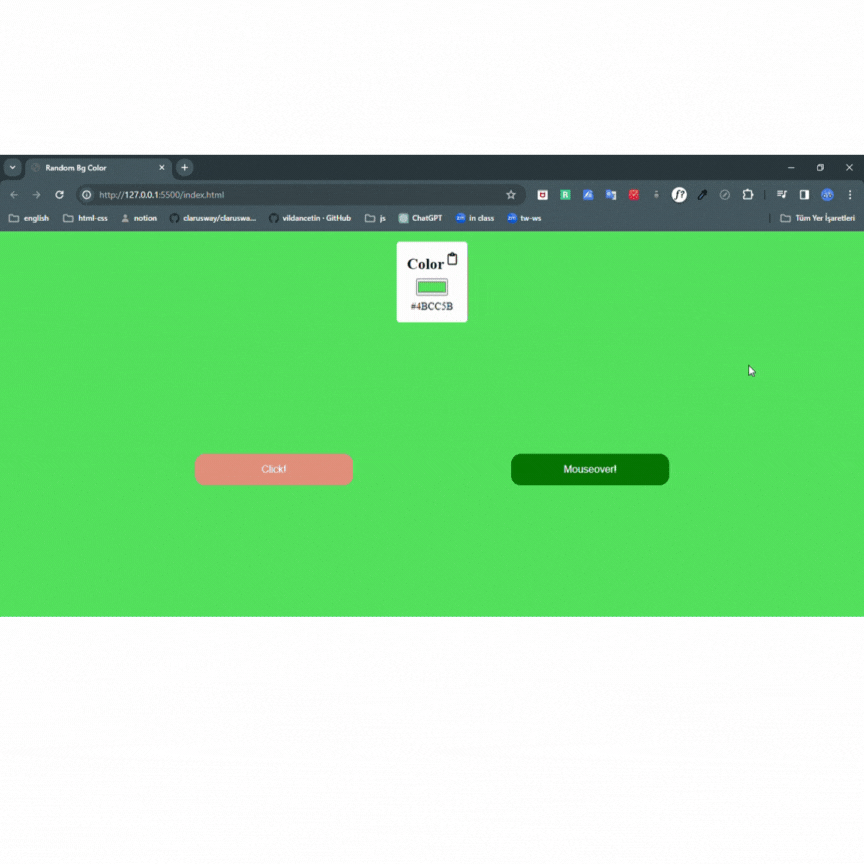 Random Bg Color
http://127.0.0.1:5500/index.html
english html-css notion clarusway/claruswa... vildancetin - GitHub js ChatGPT in class tw-ws Tüm Yer İşaretleri
Color
#4BCC5B
Click! Mouseover!